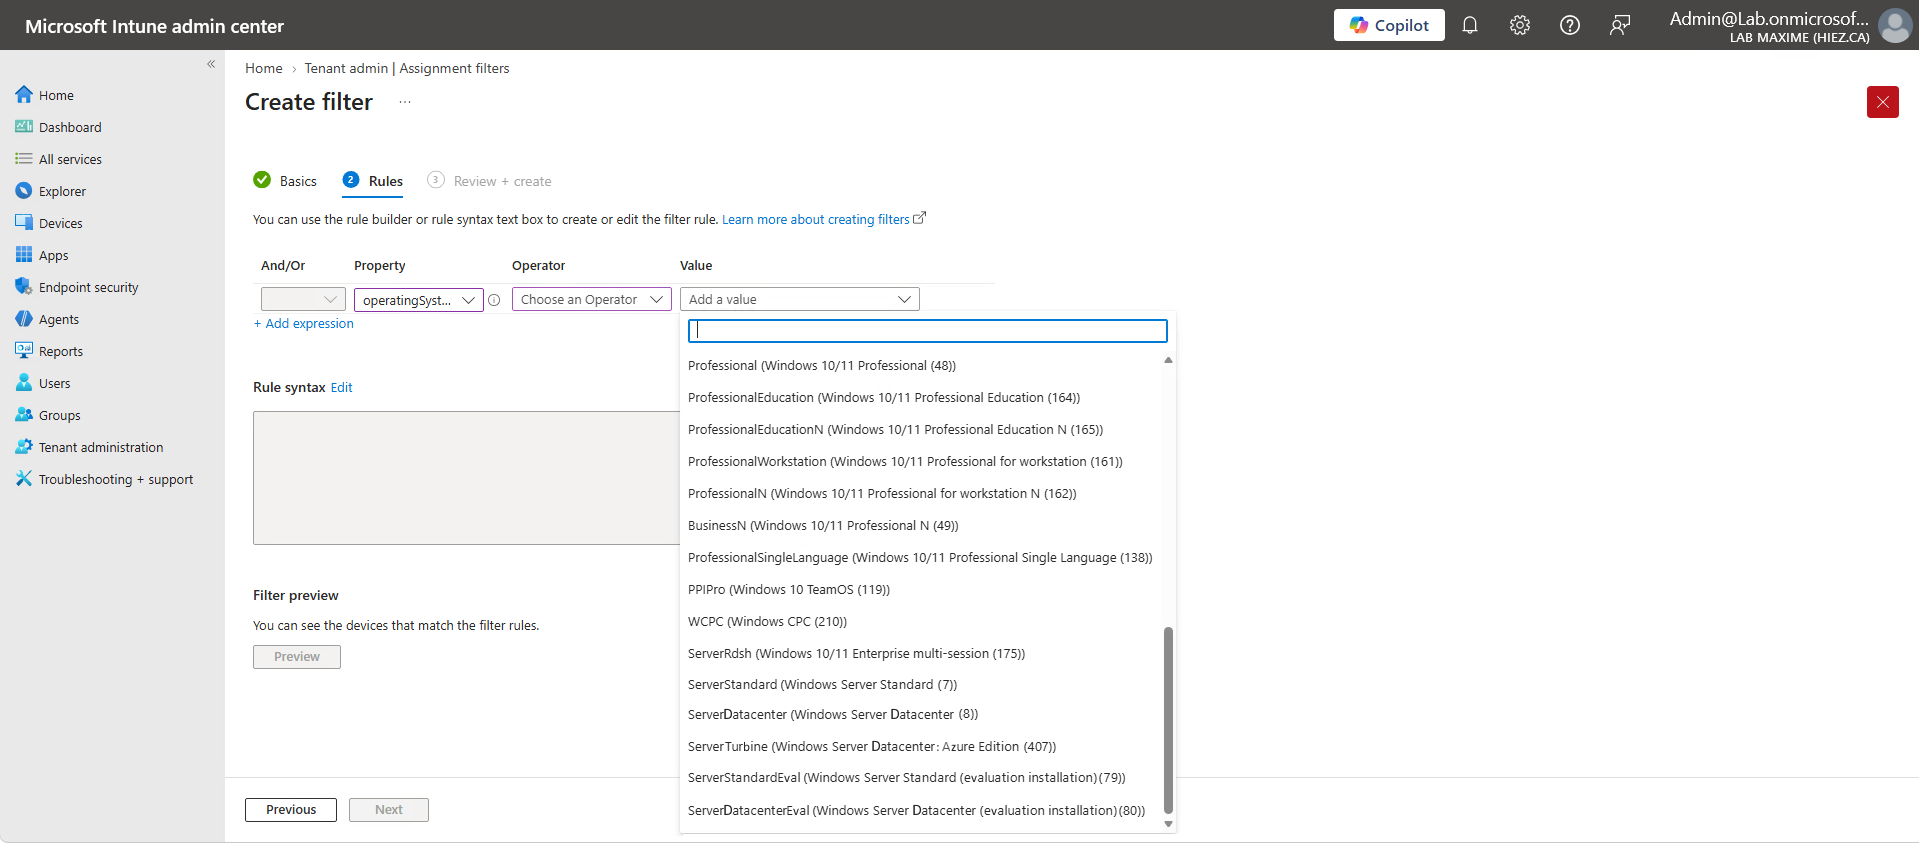 Microsoft Intune admin center
Copilot
Admin@Lab.onmicrosof...
LAB MAXIME (HIEZ.CA)
«
Home
Dashboard
All services
Explorer
Devices
Apps
Endpoint security
Agents
Reports
Users
Groups
Tenant administration
Troubleshooting + support
Home > Tenant admin | Assignment filters
Create filter ...
Basics
2 Rules
3 Review + create
You can use the rule builder or rule syntax text box to create or edit the filter rule. Learn more about creating filters
And/Or Property Operator Value
operatingSyst... Choose an Operator Add a value
+ Add expression
Professional (Windows 10/11 Professional (48))
ProfessionalEducation (Windows 10/11 Professional Education (164))
ProfessionalEducationN (Windows 10/11 Professional Education N (165))
ProfessionalWorkstation (Windows 10/11 Professional for workstation (161))
ProfessionalN (Windows 10/11 Professional for workstation N (162))
BusinessN (Windows 10/11 Professional N (49))
ProfessionalSingleLanguage (Windows 10/11 Professional Single Language (138))
PPIPro (Windows 10 TeamOS (119))
WCPC (Windows CPC (210))
ServerRdsh (Windows 10/11 Enterprise multi-session (175))
ServerStandard (Windows Server Standard (7))
ServerDatacenter (Windows Server Datacenter (8))
ServerTurbine (Windows Server Datacenter: Azure Edition (407))
ServerStandardEval (Windows Server Standard (evaluation installation)(79))
ServerDatacenterEval (Windows Server Datacenter (evaluation installation)(80))
Rule syntax Edit
Filter preview
You can see the devices that match the filter rules.
Preview
Previous
Next